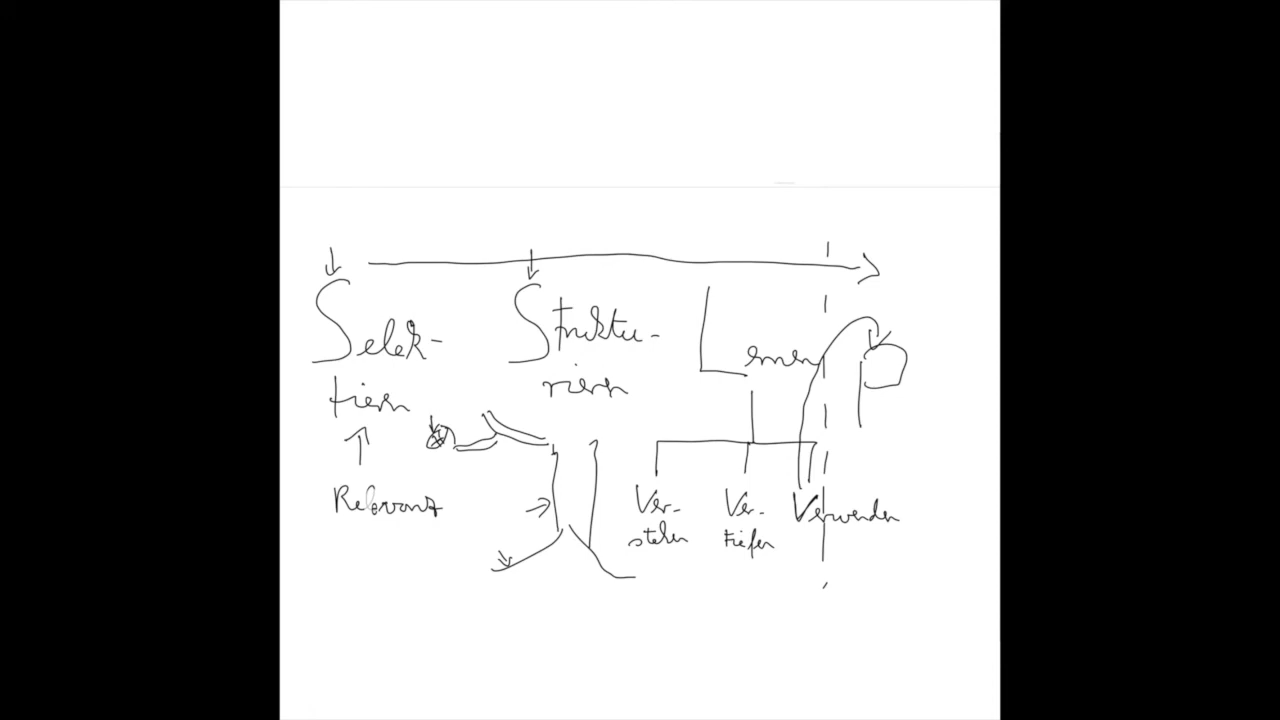 Selek-
tieren
Struktu-
rieren
Lernen
Relevanz
Ver-
stehen
Ver-
tiefen
Verwenden